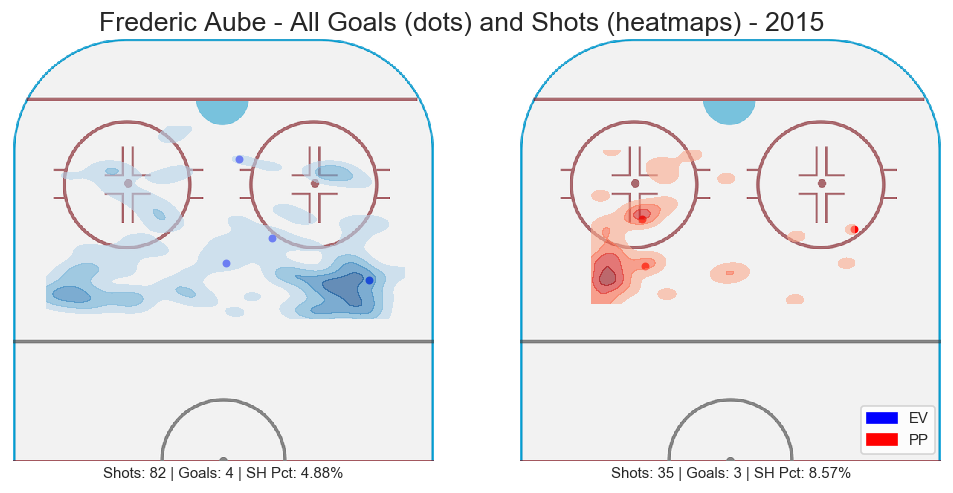 Frederic Aube - All Goals (dots) and Shots (heatmaps) - 2015
EV
PP
Shots: 82 | Goals: 4 | SH Pct: 4.88%
Shots: 35 | Goals: 3 | SH Pct: 8.57%